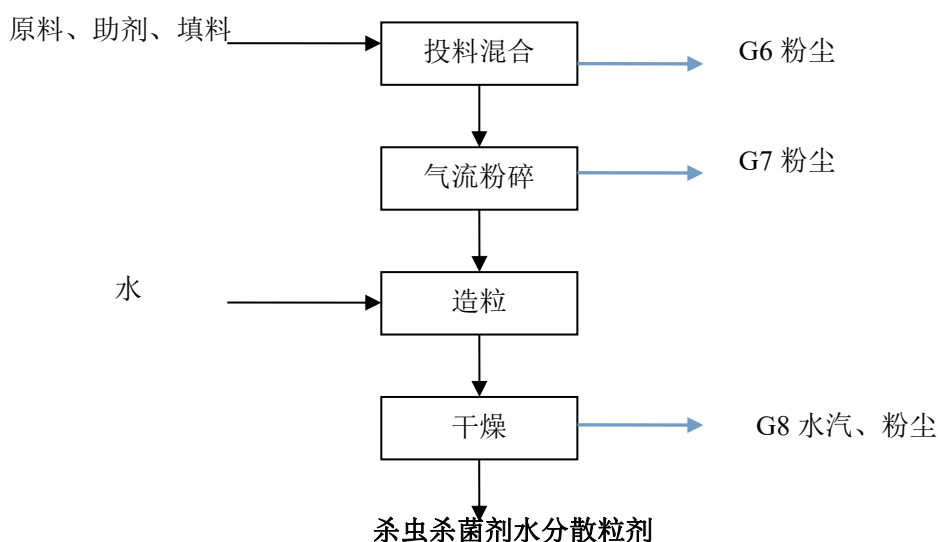 原料、助剂、填料
投料混合
G6 粉尘
气流粉碎
G7 粉尘
水
造粒
干燥
G8 水汽、粉尘
杀虫杀菌剂水分散粒剂